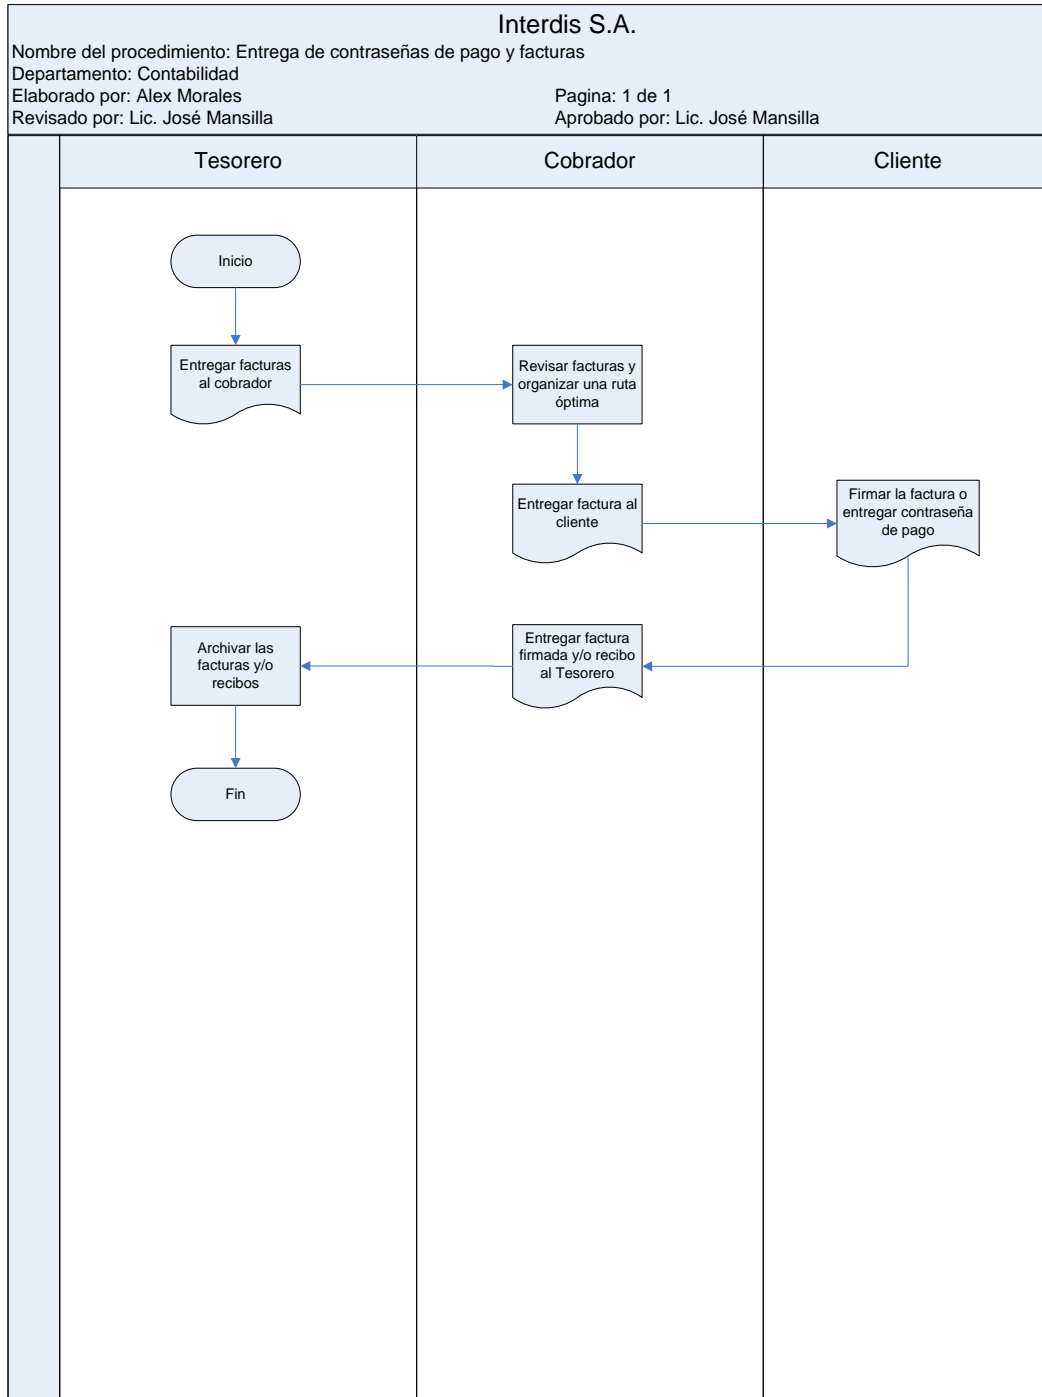 Interdis S.A.
Nombre del procedimiento: Entrega de contraseñas de pago y facturas
Departamento: Contabilidad
Elaborado por: Alex Morales
Pagina: 1 de 1
Revisado por: Lic. José Mansilla
Aprobado por: Lic. José Mansilla
Tesorero
Cobrador
Cliente
Inicio
Entregar facturas
al cobrador
Revisar facturas y
organizar una ruta
óptima
Entregar factura al
cliente
Firmar la factura o
entregar contraseña
de pago
Entregar factura
firmada y/o recibo
al Tesorero
Archivar las
facturas y/o
recibos
Fin